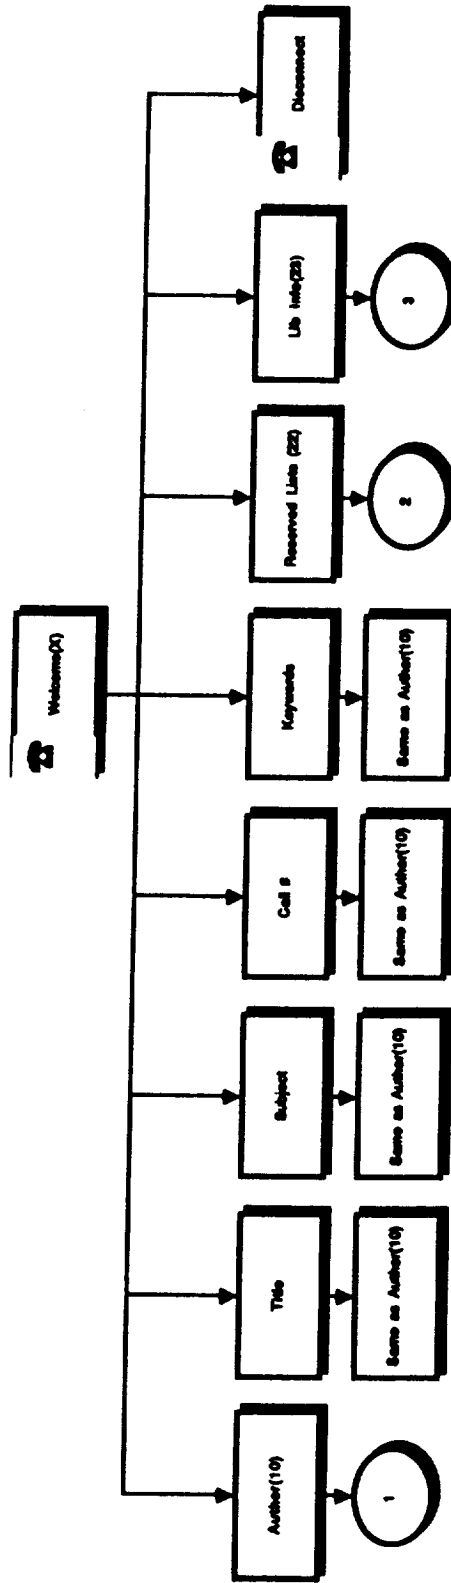 Welcome(X)
Author(10)
Title
Subject
Call #
Keywords
Reserved Lists (22)
Lib Info(23)
Disconnect
1
Same as Author(10)
Same as Author(10)
Same as Author(10)
Same as Author(10)
2
3